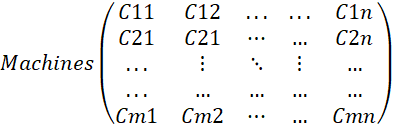 C11 C12 ... ... C1n
C21 C21 ⋯ ... C2n
Machines ... ⋮ ⋱ ⋮ ...
... ... ... ... ...
Cm1 Cm2 ⋯ ... Cmn